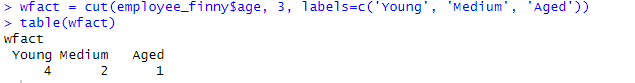 > wfact = cut(employee_finny$age, 3, labels=c('Young', 'Medium', 'Aged'))
> table(wfact)
wfact
 Young Medium   Aged
     4      2      1